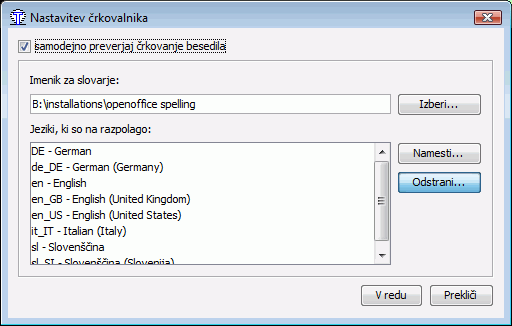 Nastavitev črkovalnika
samodejno preverjaj črkovanje besedila
Imenik za slovarje:
B:\installations\openoffice spelling
Izberi...
Jeziki, ki so na razpolago:
DE - German
de_DE - German (Germany)
en - English
en_GB - English (United Kingdom)
en_US - English (United States)
it_IT - Italian (Italy)
sl - Slovenščina
sl_SI - Slovenščina (Slovenija)
Namesti...
Odstrani...
V redu
Prekliči